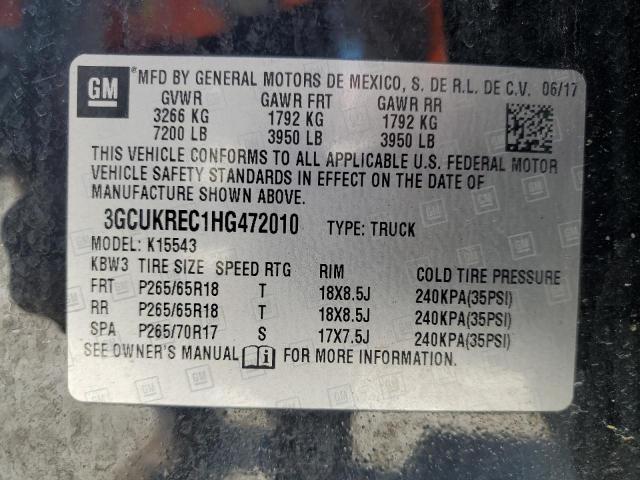 GM ® MFD BY GENERAL MOTORS DE MEXICO, S. DE R.L. DE C.V. 06/17
GVWR GAWR FRT GAWR RR
3266 KG 1792 KG 1792 KG
7200 LB 3950 LB 3950 LB
THIS VEHICLE CONFORMS TO ALL APPLICABLE U.S. FEDERAL MOTOR
VEHICLE SAFETY STANDARDS IN EFFECT ON THE DATE OF
MANUFACTURE SHOWN ABOVE.
3GCUKREC1HG472010 TYPE: TRUCK
MODEL: K15543
KBW3 TIRE SIZE SPEED RTG RIM COLD TIRE PRESSURE
FRT P265/65R18 T 18X8.5J 240KPA(35PSI)
RR P265/65R18 T 18X8.5J 240KPA(35PSI)
SPA P265/70R17 S 17X7.5J 240KPA(35PSI)
SEE OWNER'S MANUAL i FOR MORE INFORMATION.